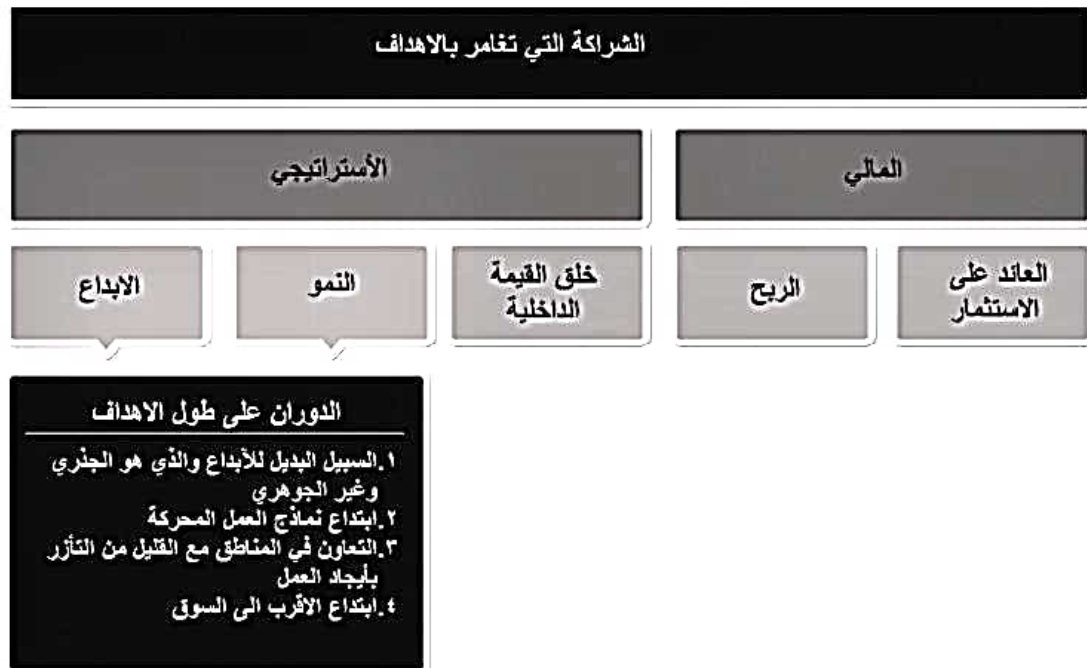 الشراكة التي تغامر بالاهداف
المالي
الأستراتيجي
العائد على
الاستثمار
الربح
خلق القيمة
الداخلية
النمو
الابداع
الدوران على طول الاهداف
١.السبيل البديل للأبداع والذي هو الجذري
وغير الجوهري
٢.ابتداع نماذج العمل المحركة
٣.التعاون في المناطق مع القليل من التأزر
بأيجاد العمل
٤.ابتداع الاقرب الى السوق